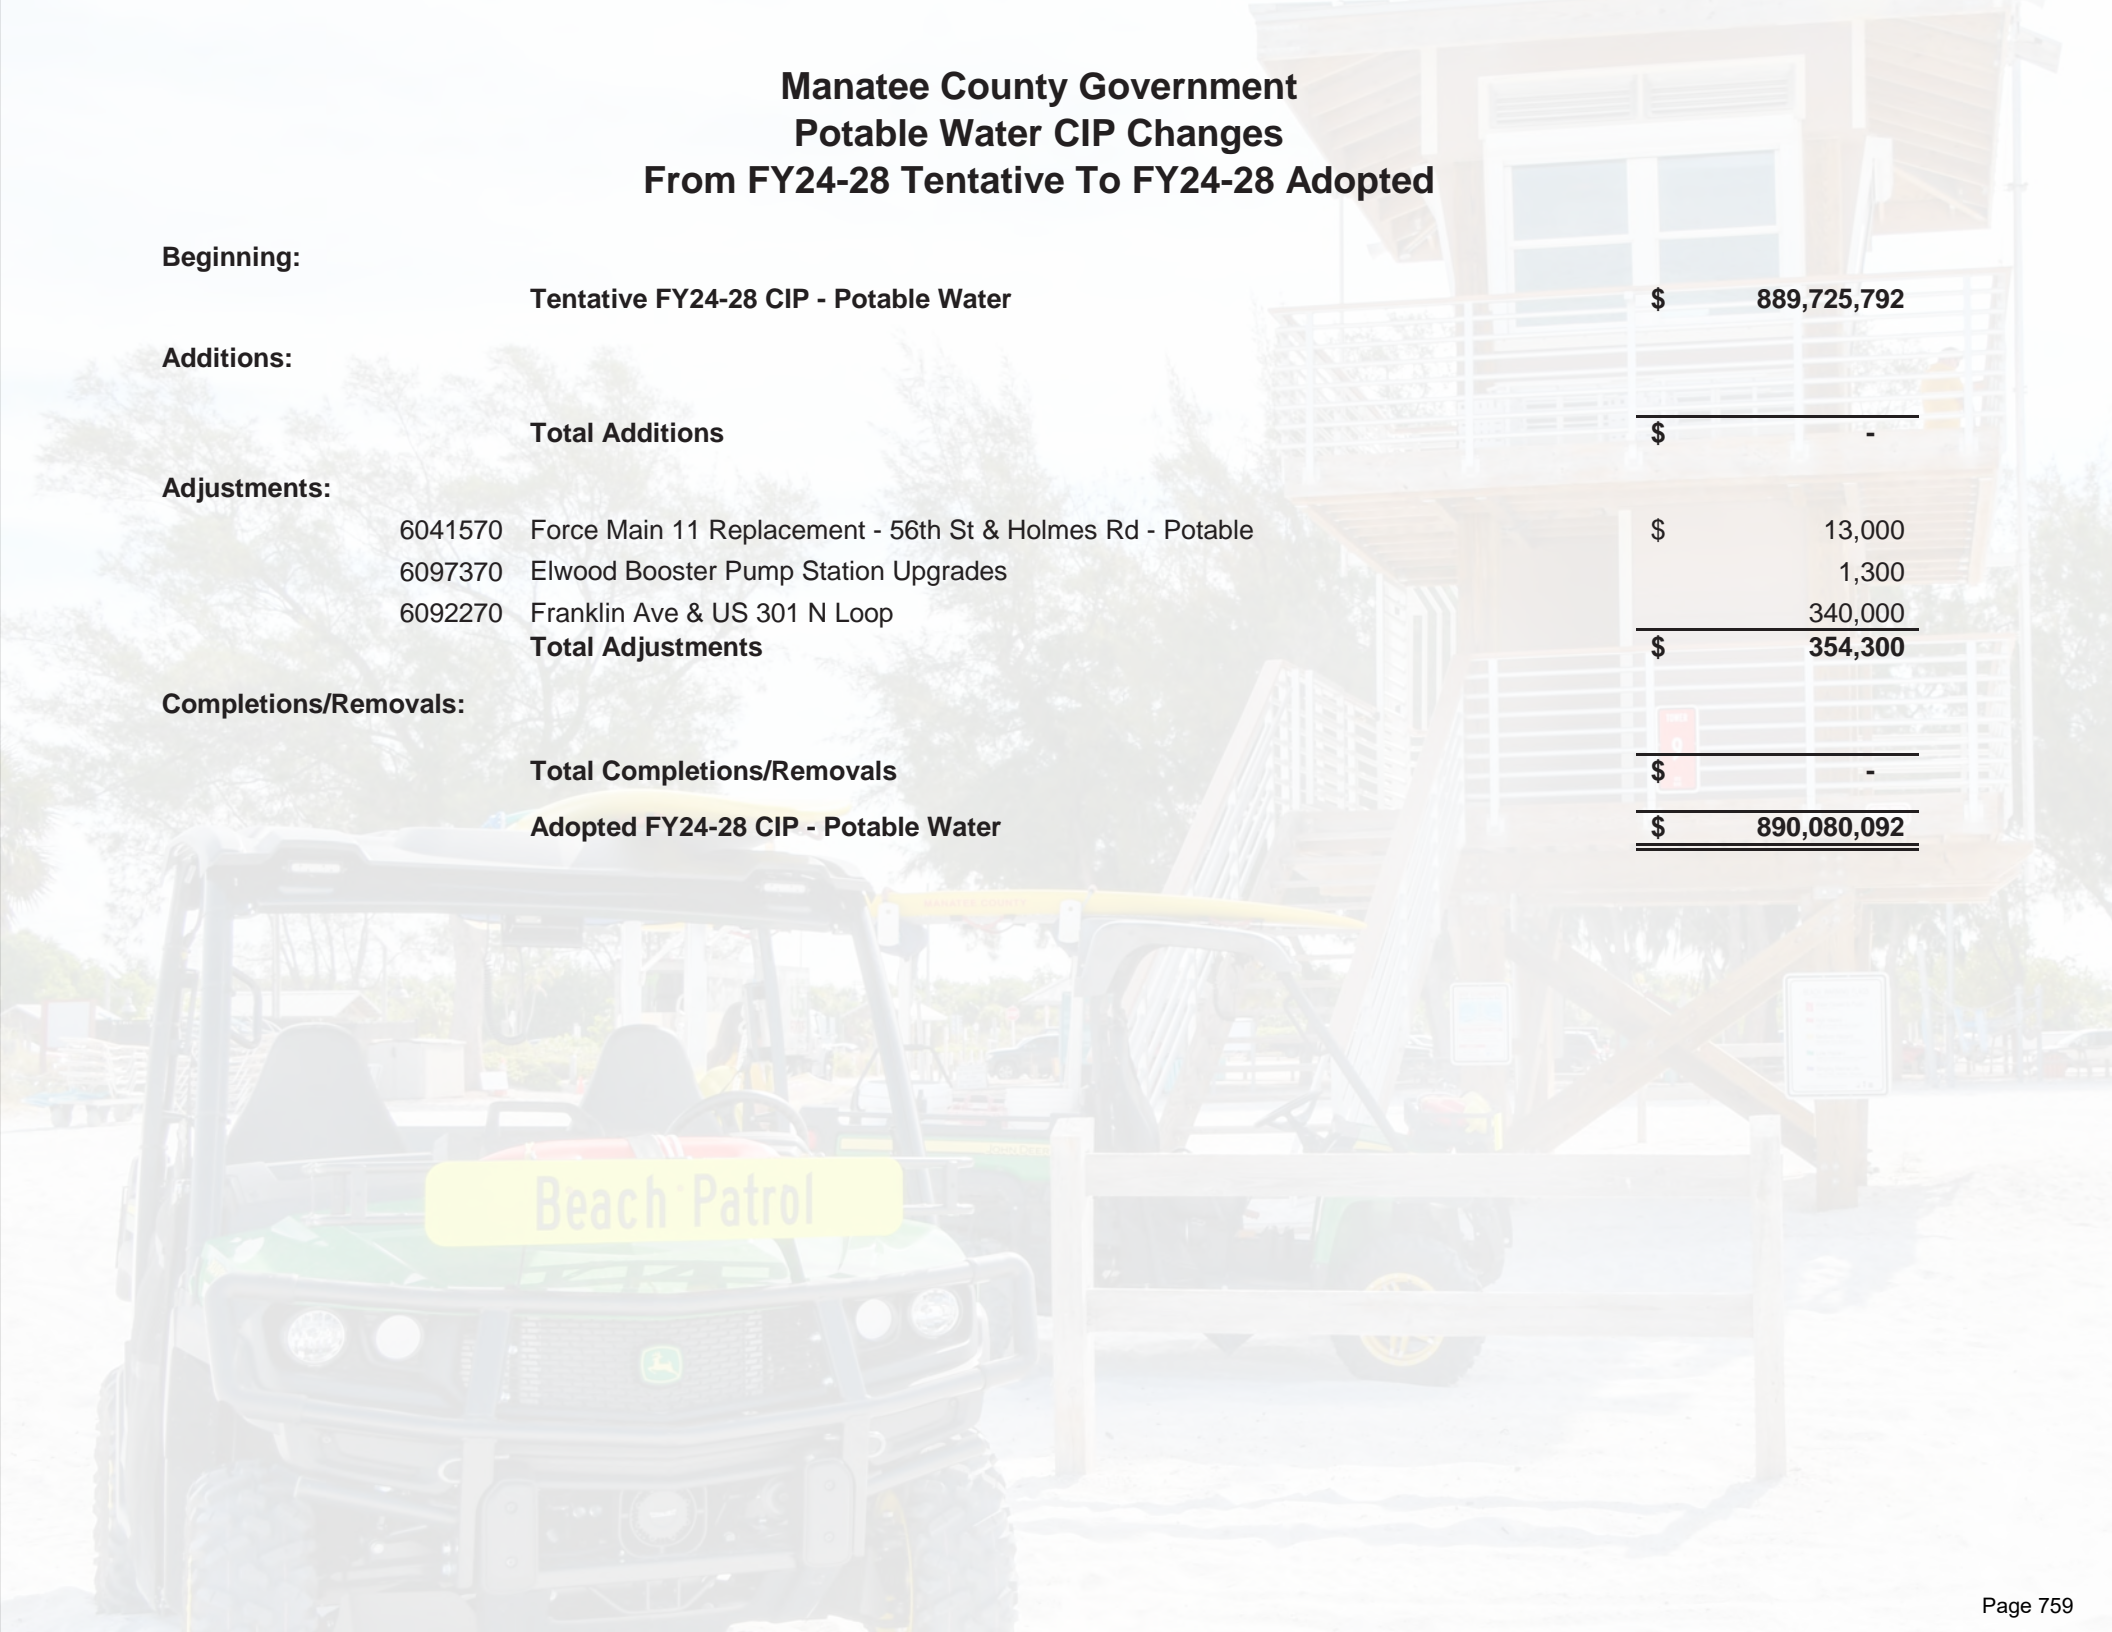 Manatee County Government
Potable Water CIP Changes
From FY24-28 Tentative To FY24-28 Adopted
Beginning:
Tentative FY24-28 CIP - Potable Water $ 889,725,792
Additions:
Total Additions $ -
Adjustments:
6041570 Force Main 11 Replacement - 56th St & Holmes Rd - Potable $ 13,000
6097370 Elwood Booster Pump Station Upgrades 1,300
6092270 Franklin Ave & US 301 N Loop 340,000
Total Adjustments $ 354,300
Completions/Removals:
Total Completions/Removals $ -
Adopted FY24-28 CIP - Potable Water $ 890,080,092
MANATEE COUNTY
Beach Patrol
Page 759